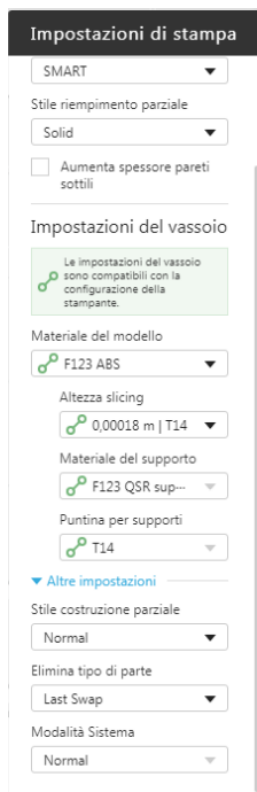 Impostazioni di stampa
SMART
Stile riempimento parziale
Solid
Aumenta spessore pareti
sottili
Impostazioni del vassoio
Le impostazioni del vassoio
sono compatibili con la
configurazione della
stampante.
Materiale del modello
F123 ABS
Altezza slicing
0,00018 m | T14
Materiale del supporto
F123 QSR sup···
Puntina per supporti
T14
Altre impostazioni
Stile costruzione parziale
Normal
Elimina tipo di parte
Last Swap
Modalità Sistema
Normal